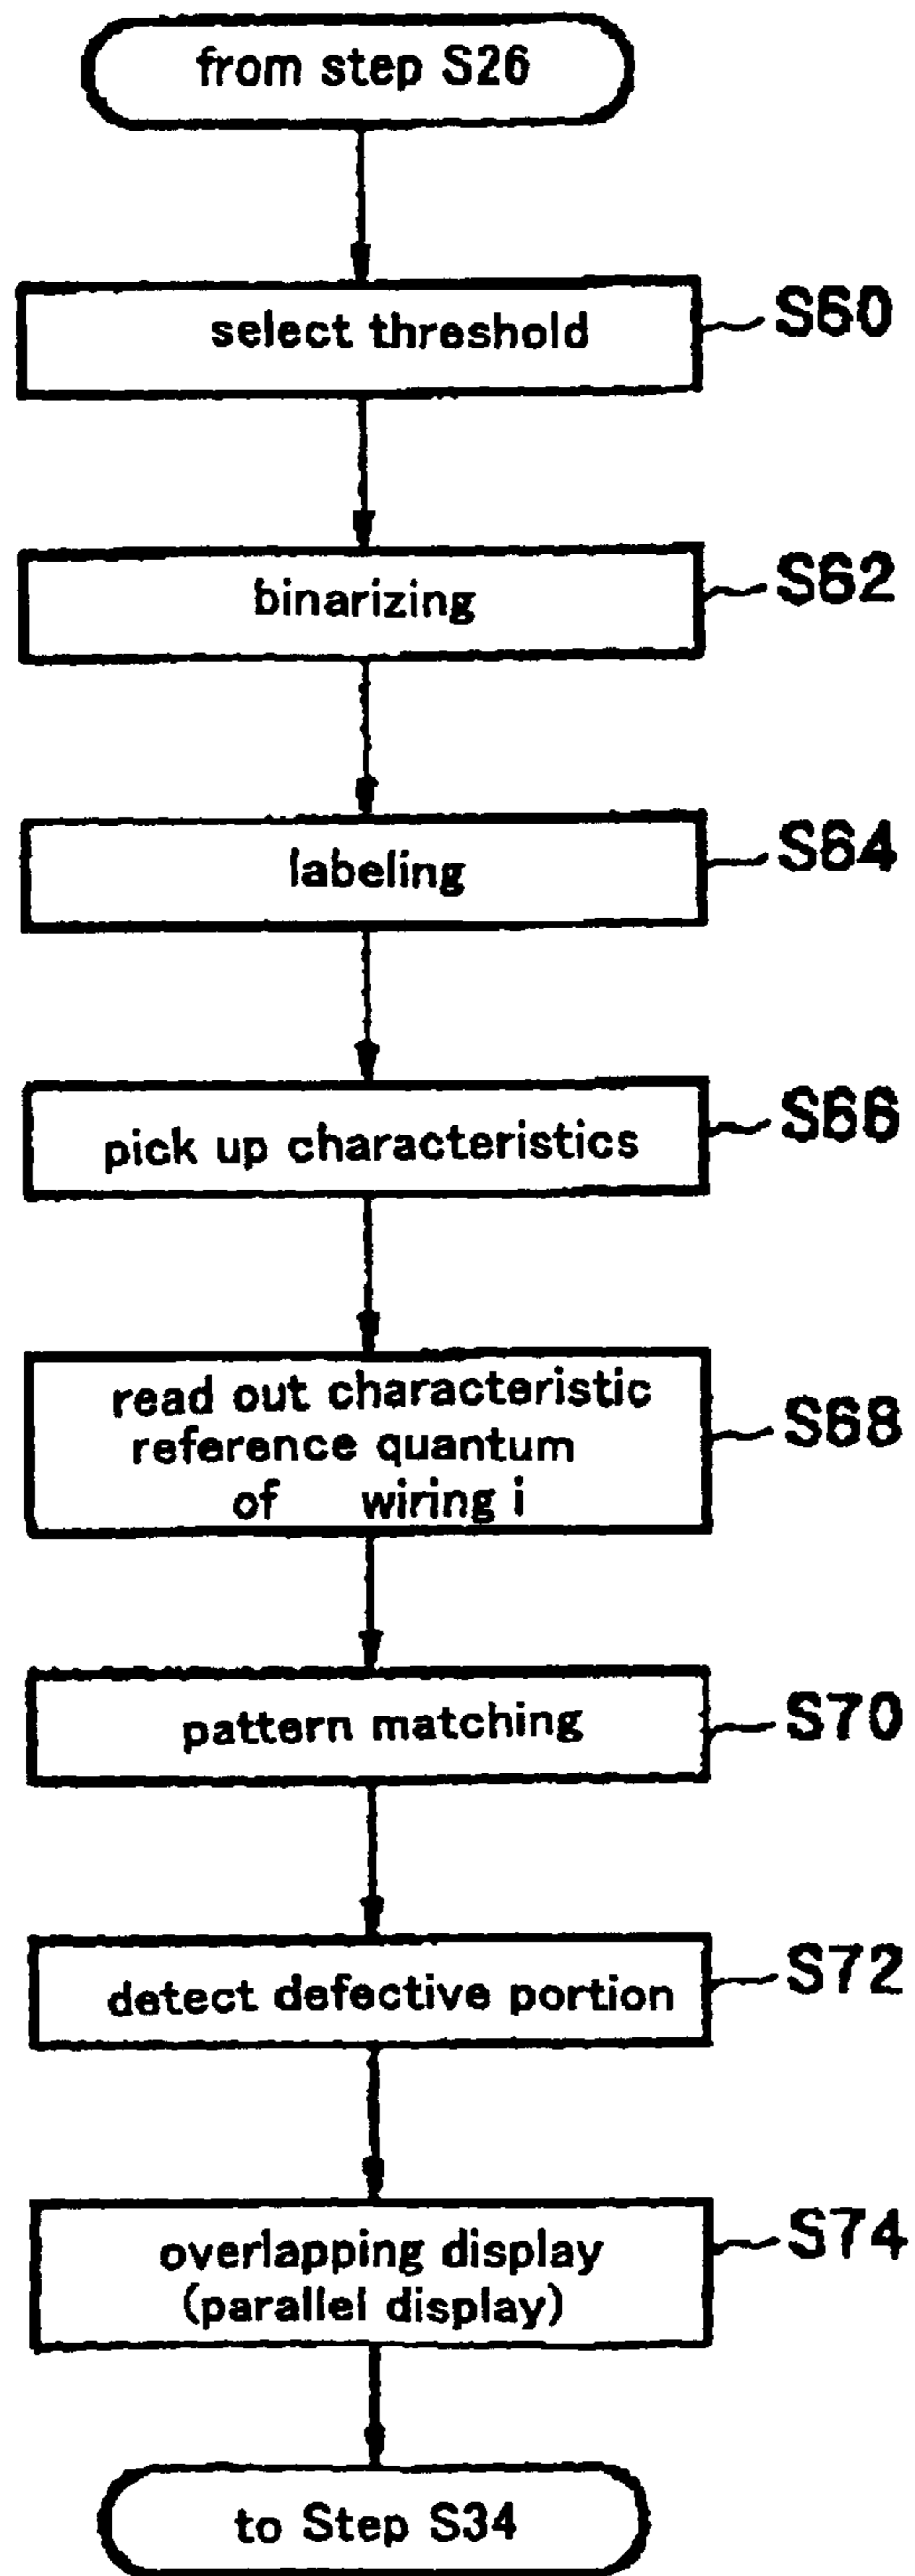 from step S26
select threshold
S60
binarizing
S62
labeling
S64
pick up characteristics
S66
read out characteristic
reference quantum
of wiring i
S68
pattern matching
S70
detect defective portion
S72
overlapping display
(parallel display)
S74
to Step S34